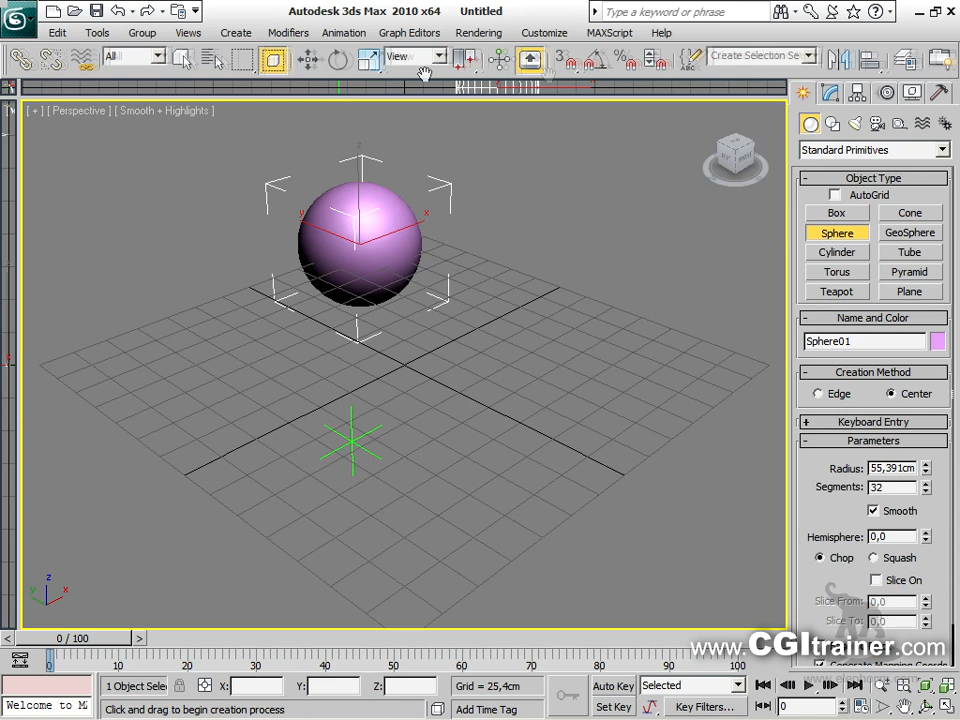 Autodesk 3ds Max 2010 x64 Untitled
Type a keyword or phrase
Edit Tools Group Views Create Modifiers Animation Graph Editors Rendering Customize MAXScript Help
All View 3 Create Selection Se
[ + ] [ Perspective ] [ Smooth + Highlights ]
z
y x
z
y x
Standard Primitives
- Object Type
AutoGrid
Box Cone
Sphere GeoSphere
Cylinder Tube
Torus Pyramid
Teapot Plane
- Name and Color
Sphere01
- Creation Method
Edge Center
+ Keyboard Entry
- Parameters
Radius: 55,391cm
Segments: 32
Smooth
Hemisphere: 0,0
Chop Squash
Slice On
Slice From: 0,0
Slice To: 0,0
www.CGItrainer.com
Generate Mapping Coords
< 0 / 100 >
0 10 20 30 40 50 60 70 80 90 100
1 Object Sele X: Y: Z: Grid = 25,4cm Auto Key Selected
Welcome to M Click and drag to begin creation process Add Time Tag Set Key Key Filters... 0